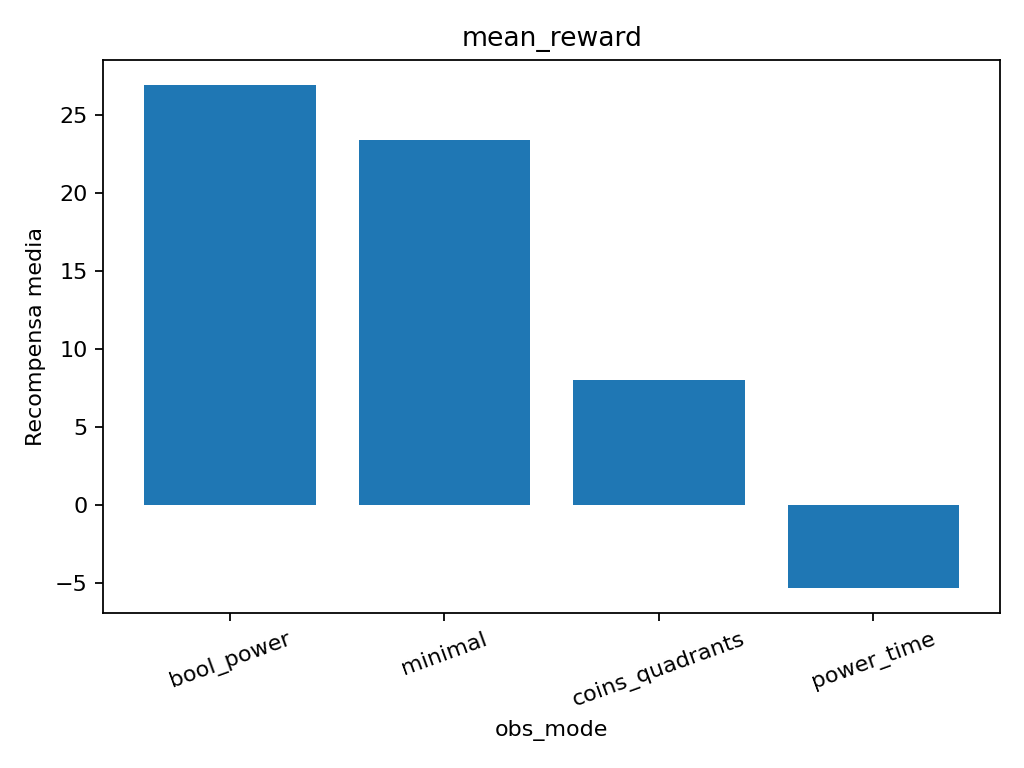 mean_reward
Recompensa media
25
20
15
10
5
0
−5
bool_power
minimal
coins_quadrants
power_time
obs_mode